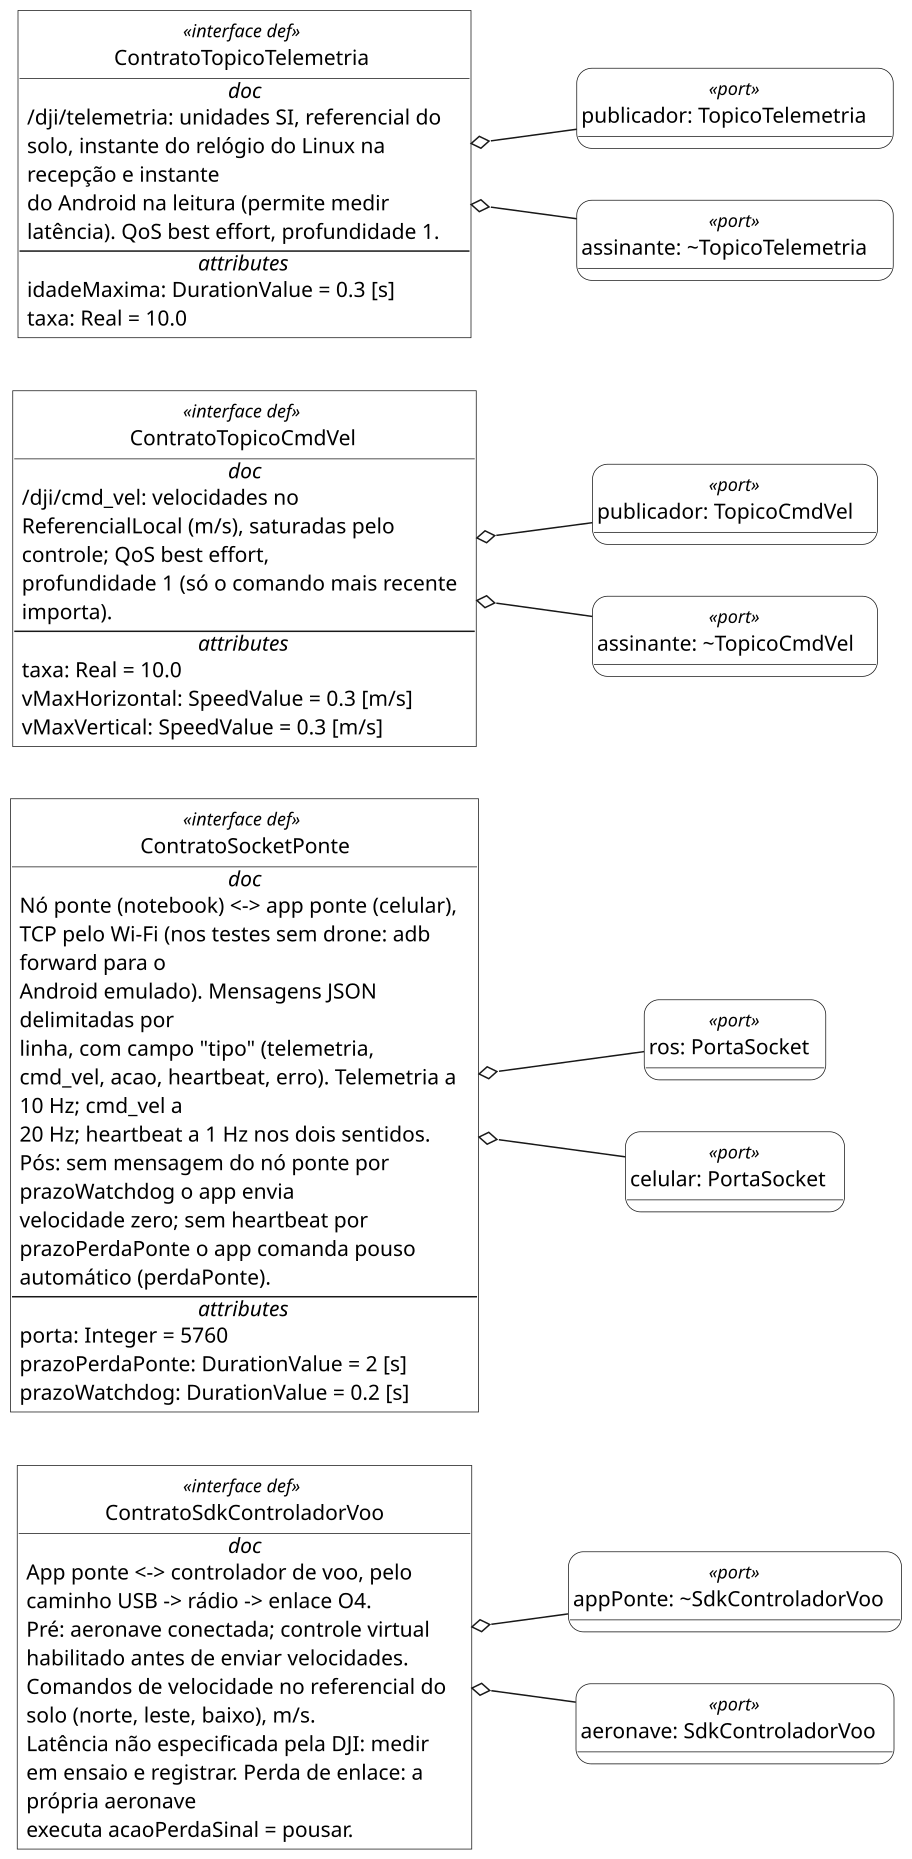 «interface def»
ContratoTopicoTelemetria
doc
/dji/telemetria: unidades SI, referencial do
solo, instante do relógio do Linux na
recepção e instante
do Android na leitura (permite medir
latência). QoS best effort, profundidade 1.
attributes
idadeMaxima: DurationValue = 0.3 [s]
taxa: Real = 10.0
«port»
publicador: TopicoTelemetria
«port»
assinante: ~TopicoTelemetria
«interface def»
ContratoTopicoCmdVel
doc
/dji/cmd_vel: velocidades no
ReferencialLocal (m/s), saturadas pelo
controle; QoS best effort,
profundidade 1 (só o comando mais recente
importa).
attributes
taxa: Real = 10.0
vMaxHorizontal: SpeedValue = 0.3 [m/s]
vMaxVertical: SpeedValue = 0.3 [m/s]
«port»
publicador: TopicoCmdVel
«port»
assinante: ~TopicoCmdVel
«interface def»
ContratoSocketPonte
doc
Nó ponte (notebook) <-> app ponte (celular),
TCP pelo Wi-Fi (nos testes sem drone: adb
forward para o
Android emulado). Mensagens JSON
delimitadas por
linha, com campo "tipo" (telemetria,
cmd_vel, acao, heartbeat, erro). Telemetria a
10 Hz; cmd_vel a
20 Hz; heartbeat a 1 Hz nos dois sentidos.
Pós: sem mensagem do nó ponte por
prazoWatchdog o app envia
velocidade zero; sem heartbeat por
prazoPerdaPonte o app comanda pouso
automático (perdaPonte).
attributes
porta: Integer = 5760
prazoPerdaPonte: DurationValue = 2 [s]
prazoWatchdog: DurationValue = 0.2 [s]
«port»
ros: PortaSocket
«port»
celular: PortaSocket
«interface def»
ContratoSdkControladorVoo
doc
App ponte <-> controlador de voo, pelo
caminho USB -> rádio -> enlace O4.
Pré: aeronave conectada; controle virtual
habilitado antes de enviar velocidades.
Comandos de velocidade no referencial do
solo (norte, leste, baixo), m/s.
Latência não especificada pela DJI: medir
em ensaio e registrar. Perda de enlace: a
própria aeronave
executa acaoPerdaSinal = pousar.
«port»
appPonte: ~SdkControladorVoo
«port»
aeronave: SdkControladorVoo